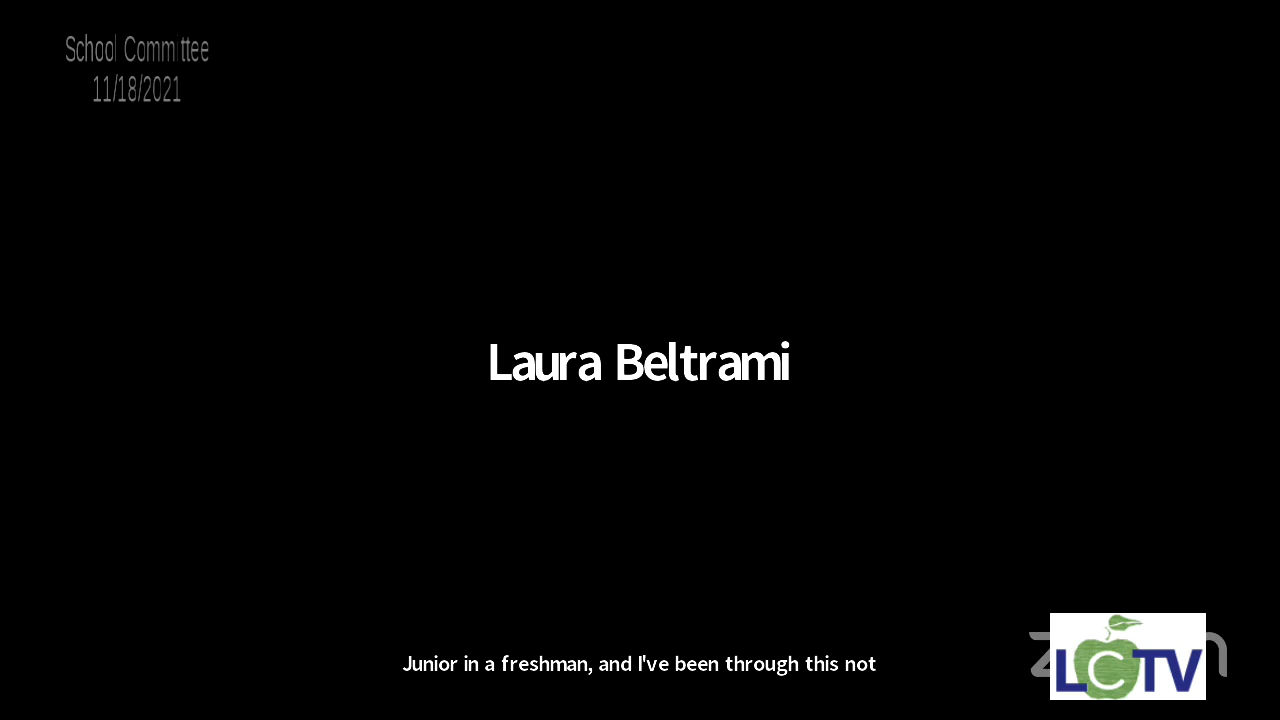 School Committee
11/18/2021
Laura Beltrami
Junior in a freshman, and I've been through this not
LCTV